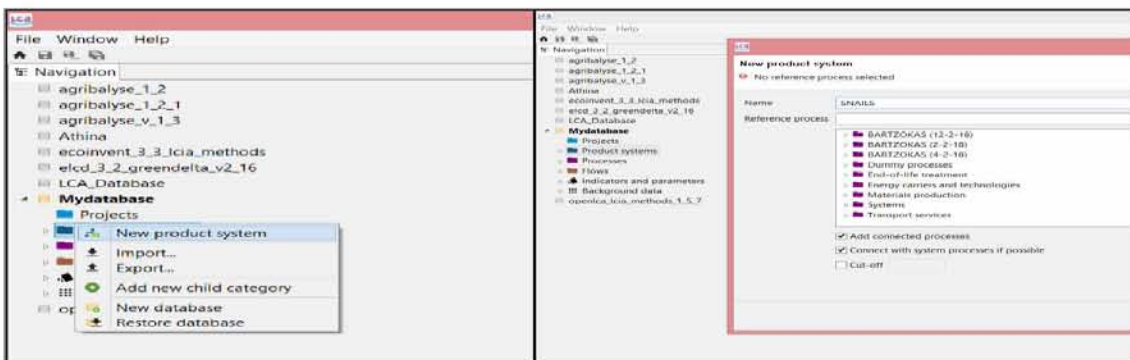 LCA
File Window Help
Navigation
agribalyse_1_2
agribalyse_1_2_1
agribalyse_v_1_3
Athina
ecoinvent_3_3_lcia_methods
elcd_3_2_greendelta_v2_16
LCA_Database
Mydatabase
Projects
New product system
Import...
Export...
Add new child category
op
New database
Restore database
LCA
File Window Help
Navigation
agribalyse_1_2
agribalyse_1_2_1
agribalyse_v_1_3
Athina
ecoinvent_3_3_lcia_methods
elcd_3_2_greendelta_v2_16
LCA_Database
Mydatabase
Projects
Product systems
Processes
Flows
Indicators and parameters
Background data
openlca_lcia_methods_1_5_7
LCA
New product system
No reference process selected
Name SNAILS
Reference process
BARTZOKAS (12-2-18)
BARTZOKAS (2-2-18)
BARTZOKAS (4-2-18)
Dummy processes
End-of-life treatment
Energy carriers and technologies
Materials production
Systems
Transport services
Add connected processes
Connect with system processes if possible
Cut-off